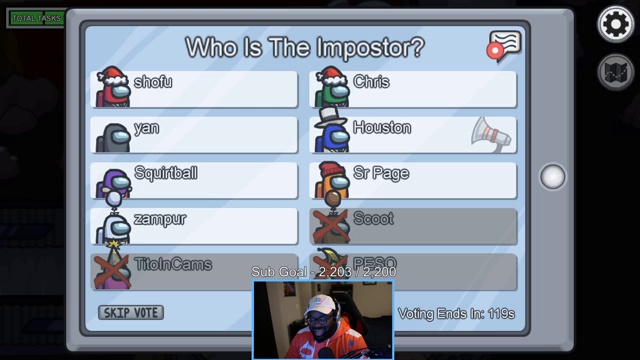 TOTAL TASKS
Who Is The Impostor?
shofu
Chris
yan
Houston
Squirtball
Sr Page
zampur
Scoot
TitoInCams
PESO
Sub Goal - 2,203 / 2,200
SKIP VOTE
Voting Ends In: 119s